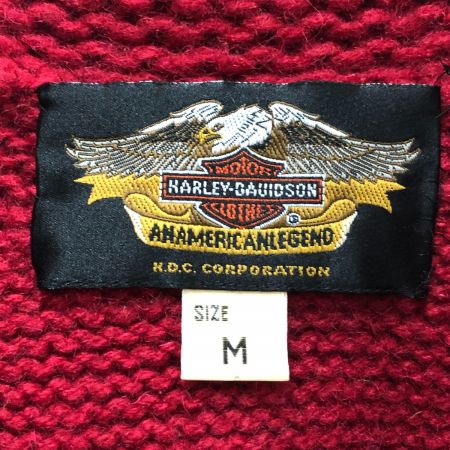 MOTOR
HARLEY-DAVIDSON
CLOTHES
®
AN AMERICAN LEGEND
H.D.C. CORPORATION
SIZE
M